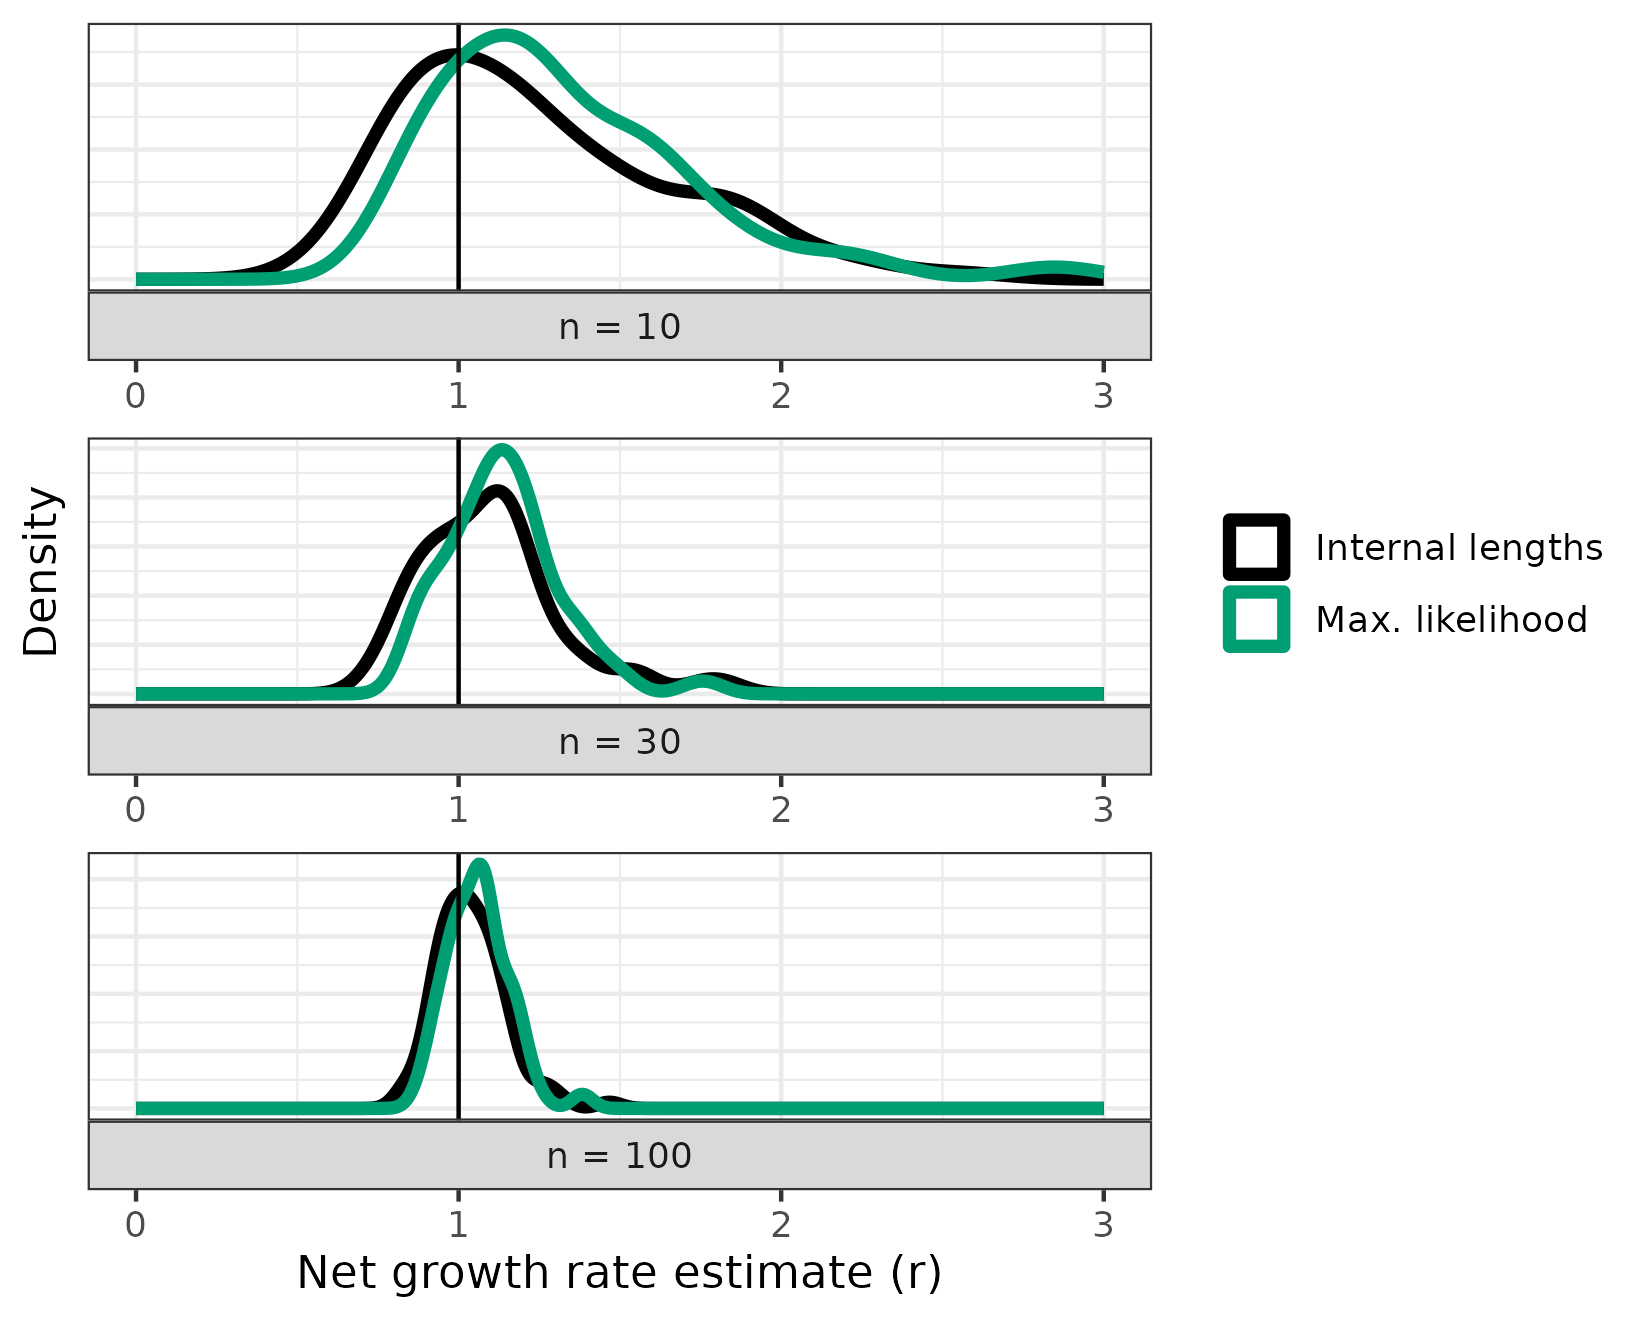 n = 10
0 1 2 3
Density
n = 30
0 1 2 3
Internal lengths
Max. likelihood
n = 100
0 1 2 3
Net growth rate estimate (r)